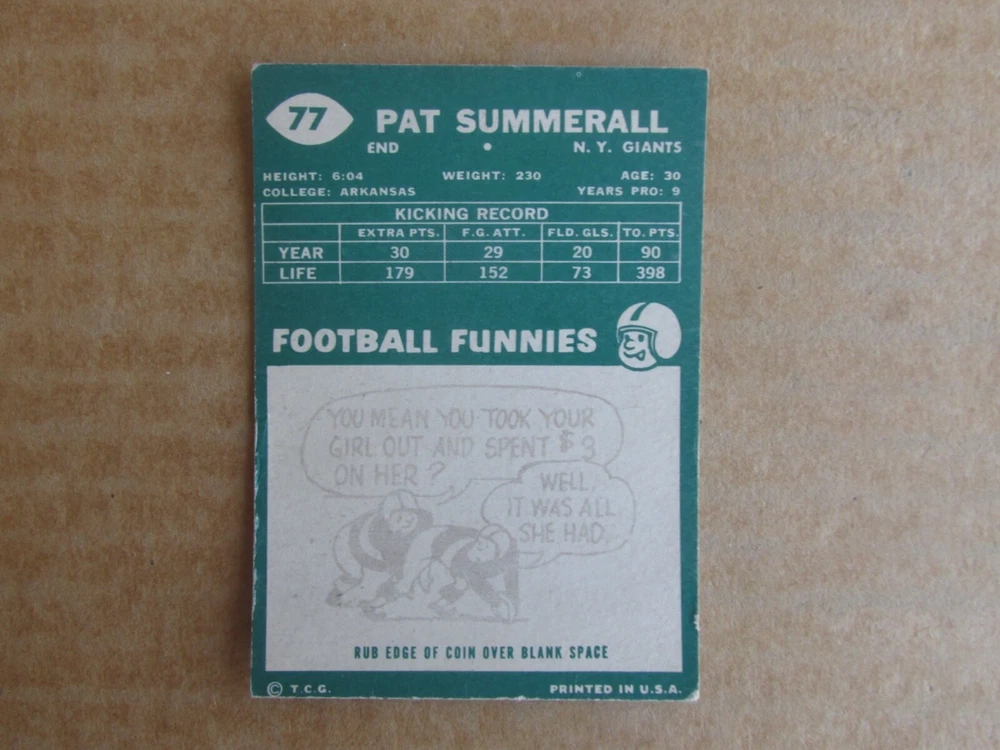 77 PAT SUMMERALL
END • N. Y. GIANTS
HEIGHT: 6:04 WEIGHT: 230 AGE: 30
COLLEGE: ARKANSAS YEARS PRO: 9
KICKING RECORD
EXTRA PTS. F.G. ATT. FLD. GLS. TO. PTS.
YEAR 30 29 20 90
LIFE 179 152 73 398
FOOTBALL FUNNIES
YOU MEAN YOU TOOK YOUR
GIRL OUT AND SPENT $3
ON HER?
WELL,
IT WAS ALL
SHE HAD.
RUB EDGE OF COIN OVER BLANK SPACE
© T.C.G. PRINTED IN U.S.A.